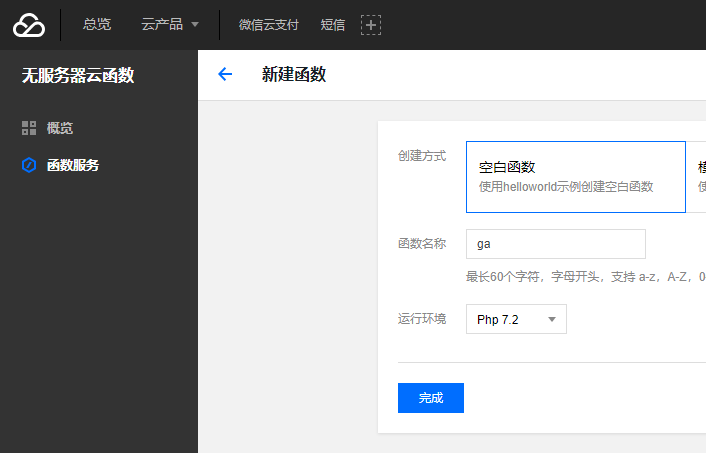 总览 云产品 微信云支付 短信
无服务器云函数
概览
函数服务
新建函数
创建方式
空白函数
使用helloworld示例创建空白函数
函数名称 ga
最长60个字符，字母开头，支持 a-z，A-Z，0
运行环境 Php 7.2
完成